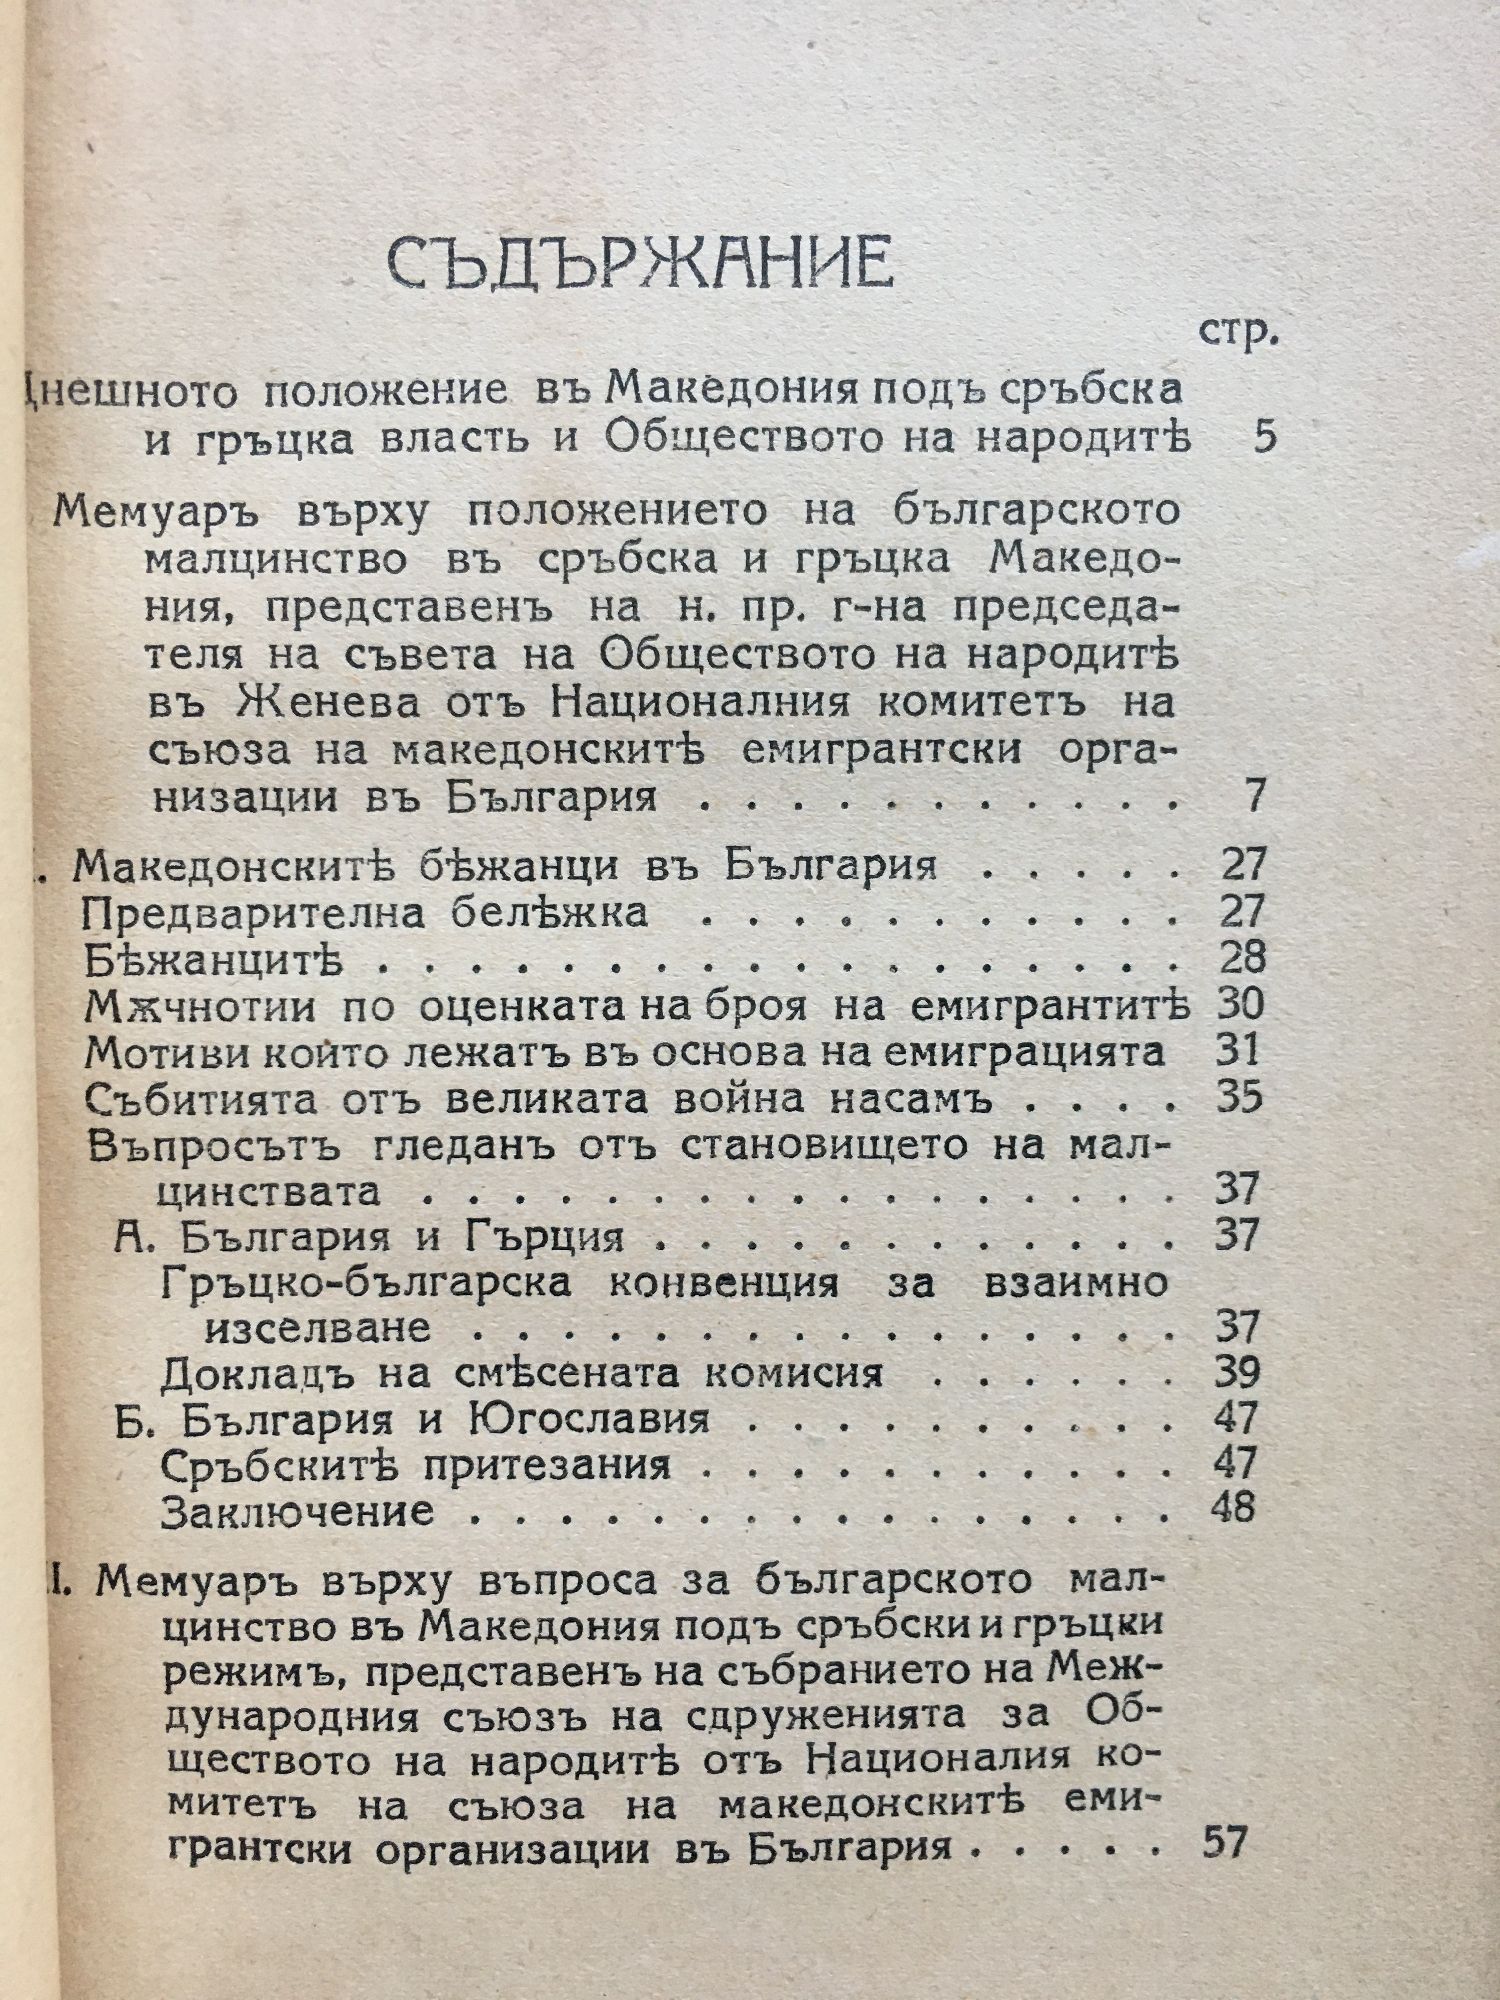 СЪДЪРЖАНИЕ
стр.
Днешното положение въ Македония подъ сръбска
и гръцка власть и Обществото на народитѣ 5
Мемуаръ върху положението на българското
малцинство въ сръбска и гръцка Македо-
ния, представенъ на н. пр. г-на председа-
теля на съвета на Обществото на народитѣ
въ Женева отъ Националния комитетъ на
съюза на македонскитѣ емигрантски орга-
низации въ България . . . . . . . . . . . 7
. Македонскитѣ бѣжанци въ България . . . . . 27
Предварителна белѣжка . . . . . . . . . . . 27
Бѣжанцитѣ . . . . . . . . . . . . . . . . . . 28
Мѫчнотии по оценката на броя на емигрантитѣ 30
Мотиви които лежатъ въ основа на емиграцията 31
Събитията отъ великата война насамъ . . . . 35
Въпросътъ гледанъ отъ становището на мал-
цинствата . . . . . . . . . . . . . . . . . 37
А. България и Гърция . . . . . . . . . . . . 37
Гръцко-българска конвенция за взаимно
изселване . . . . . . . . . . . . . . . . 37
Докладъ на смѣсената комисия . . . . . . 39
Б. България и Югославия . . . . . . . . . . 47
Сръбскитѣ притезания . . . . . . . . . . . 47
Заключение . . . . . . . . . . . . . . . . 48
II. Мемуаръ върху въпроса за българското мал-
цинство въ Македония подъ сръбски и гръцки
режимъ, представенъ на събранието на Меж-
дународния съюзъ на сдруженията за Об-
ществото на народитѣ отъ Националия ко-
митетъ на съюза на македонскитѣ еми-
грантски организации въ България . . . . . 57